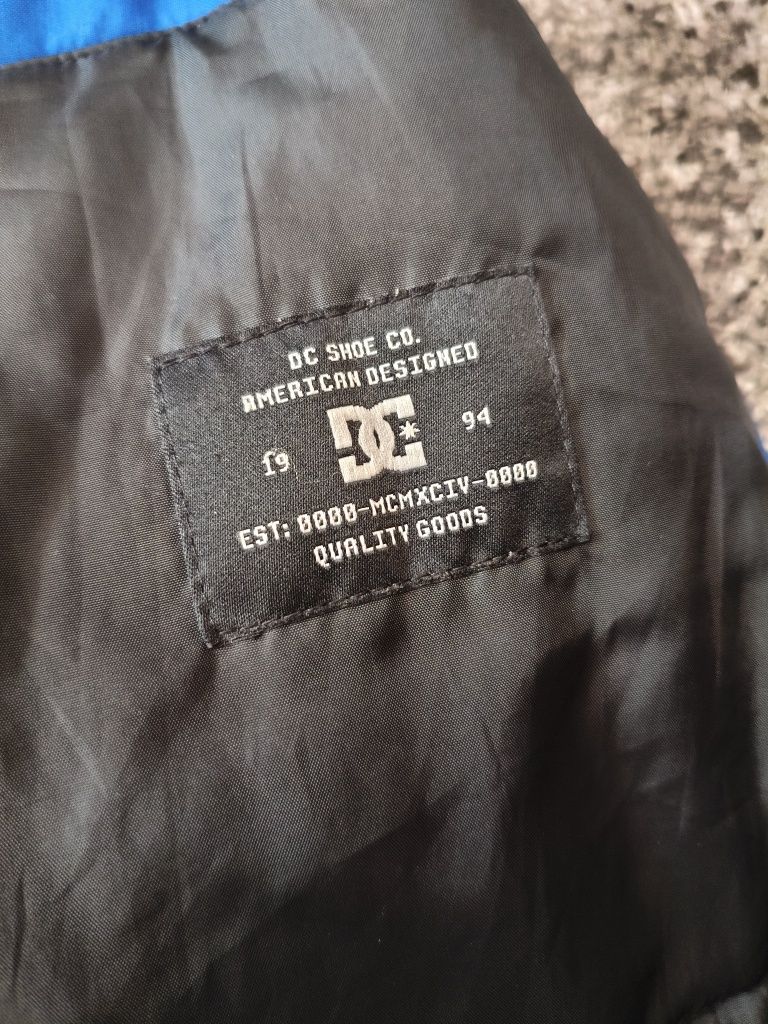 DC SHOE CO.
AMERICAN DESIGNED
19 DC 94
EST: 0000-MCMXCIV-0000
QUALITY GOODS